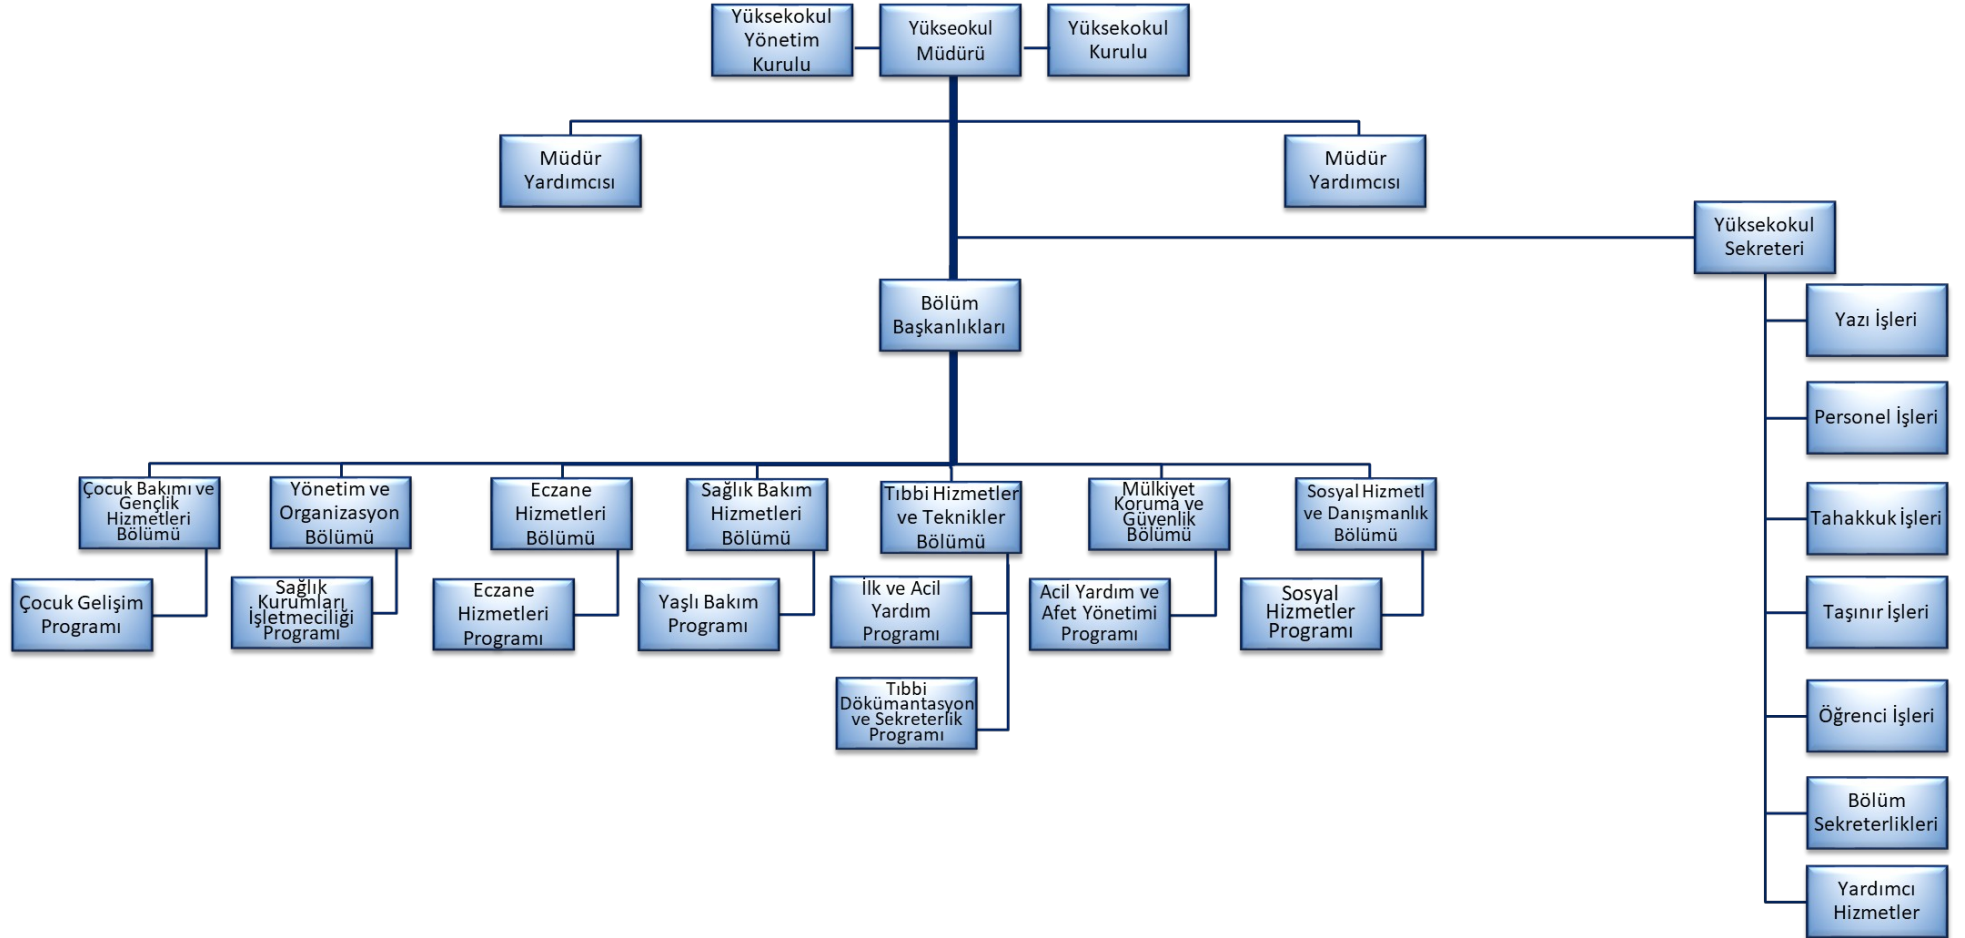 Yüksekokul
Yönetim
Kurulu
Yükseokul
Müdürü
Yüksekokul
Kurulu
Müdür
Yardımcısı
Müdür
Yardımcısı
Yüksekokul
Sekreteri
Bölüm
Başkanlıkları
Yazı İşleri
Personel İşleri
Tahakkuk İşleri
Taşınır İşleri
Öğrenci İşleri
Bölüm
Sekreterlikleri
Yardımcı
Hizmetler
Çocuk Bakımı ve
Gençlik
Hizmetleri
Bölümü
Yönetim ve
Organizasyon
Bölümü
Eczane
Hizmetleri
Bölümü
Sağlık Bakım
Hizmetleri
Bölümü
Tıbbi Hizmetler
ve Teknikler
Bölümü
Mülkiyet
Koruma ve
Güvenlik
Bölümü
Sosyal Hizmetl
ve Danışmanlık
Bölümü
Çocuk Gelişim
Programı
Sağlık
Kurumları
İşletmeciliği
Programı
Eczane
Hizmetleri
Programı
Yaşlı Bakım
Programı
İlk ve Acil
Yardım
Programı
Acil Yardım ve
Afet Yönetimi
Programı
Sosyal
Hizmetler
Programı
Tıbbi
Dökümantasyon
ve Sekreterlik
Programı